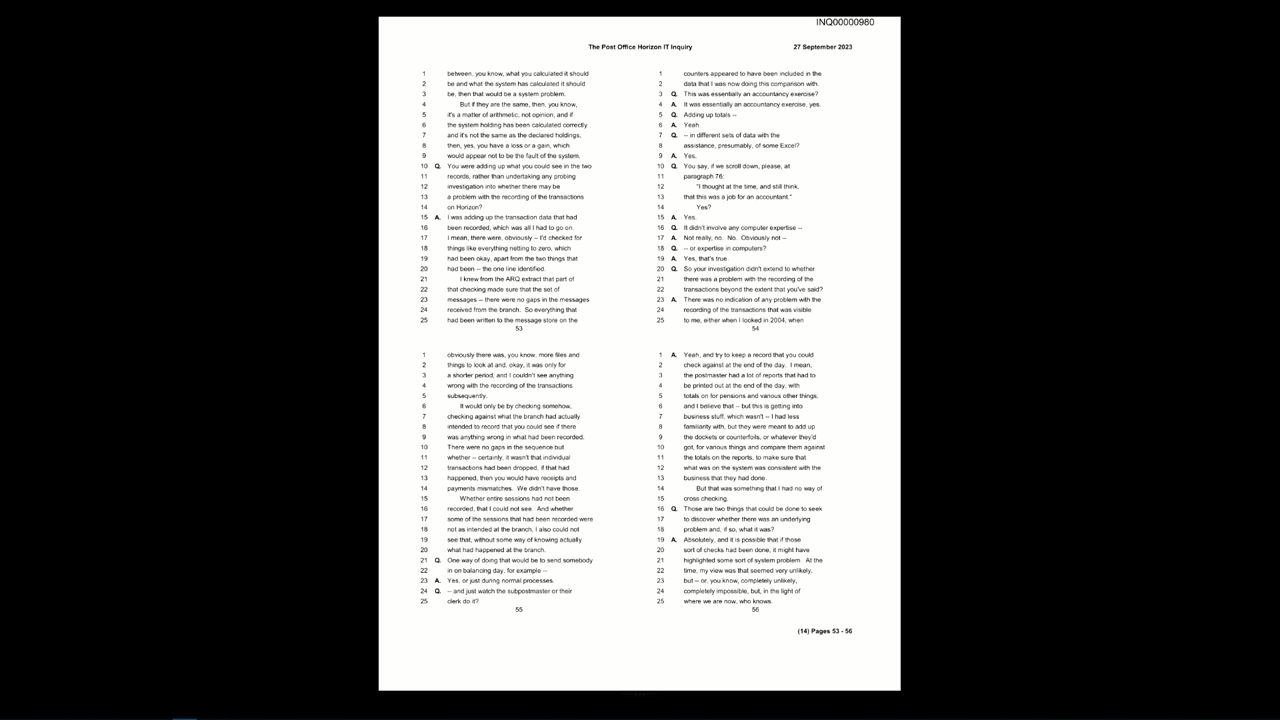 INQ00000980
The Post Office Horizon IT Inquiry 27 September 2023
1 between, you know, what you calculated it should
2 be and what the system has calculated it should
3 be, then that would be a system problem.
4 But if they are the same, then, you know,
5 it's a matter of arithmetic, not opinion, and if
6 the system holding has been calculated correctly
7 and it's not the same as the declared holdings,
8 then, yes, you have a loss or a gain, which
9 would appear not to be the fault of the system.
10 Q. You were adding up what you could see in the two
11 records, rather than undertaking any probing
12 investigation into whether there may be
13 a problem with the recording of the transactions
14 on Horizon?
15 A. I was adding up the transaction data that had
16 been recorded, which was all I had to go on.
17 I mean, there were, obviously -- I'd checked for
18 things like everything netting to zero, which
19 had been okay, apart from the two things that
20 had been -- the one line identified.
21 I knew from the ARQ extract that part of
22 that checking made sure that the set of
23 messages -- there were no gaps in the messages
24 received from the branch. So everything that
25 had been written to the message store on the
53
1 counters appeared to have been included in the
2 data that I was now doing this comparison with.
3 Q. This was essentially an accountancy exercise?
4 A. It was essentially an accountancy exercise, yes.
5 Q. Adding up totals --
6 A. Yeah.
7 Q. -- in different sets of data with the
8 assistance, presumably, of some Excel?
9 A. Yes.
10 Q. You say, if we scroll down, please, at
11 paragraph 76:
12 "I thought at the time, and still think,
13 that this was a job for an accountant."
14 Yes?
15 A. Yes.
16 Q. It didn't involve any computer expertise --
17 A. Not really, no. No. Obviously not --
18 Q. -- or expertise in computers?
19 A. Yes, that's true.
20 Q. So your investigation didn't extend to whether
21 there was a problem with the recording of the
22 transactions beyond the extent that you've said?
23 A. There was no indication of any problem with the
24 recording of the transactions that was visible
25 to me, either when I looked in 2004, when
54
1 obviously there was, you know, more files and
2 things to look at and, okay, it was only for
3 a shorter period, and I couldn't see anything
4 wrong with the recording of the transactions
5 subsequently.
6 It would only be by checking somehow,
7 checking against what the branch had actually
8 intended to record that you could see if there
9 was anything wrong in what had been recorded.
10 There were no gaps in the sequence but
11 whether -- certainly, it wasn't that individual
12 transactions had been dropped, if that had
13 happened, then you would have receipts and
14 payments mismatches. We didn't have those.
15 Whether entire sessions had not been
16 recorded, that I could not see. And whether
17 some of the sessions that had been recorded were
18 not as intended at the branch, I also could not
19 see that, without some way of knowing actually
20 what had happened at the branch.
21 Q. One way of doing that would be to send somebody
22 in on balancing day, for example --
23 A. Yes, or just during normal processes.
24 Q. -- and just watch the subpostmaster or their
25 clerk do it?
55
1 A. Yeah, and try to keep a record that you could
2 check against at the end of the day. I mean,
3 the postmaster had a lot of reports that had to
4 be printed out at the end of the day, with
5 totals on for pensions and various other things,
6 and I believe that -- but this is getting into
7 business stuff, which wasn't -- I had less
8 familiarity with, but they were meant to add up
9 the dockets or counterfoils, or whatever they'd
10 got, for various things and compare them against
11 the totals on the reports, to make sure that
12 what was on the system was consistent with the
13 business that they had done.
14 But that was something that I had no way of
15 cross checking.
16 Q. Those are two things that could be done to seek
17 to discover whether there was an underlying
18 problem and, if so, what it was?
19 A. Absolutely, and it is possible that if those
20 sort of checks had been done, it might have
21 highlighted some sort of system problem. At the
22 time, my view was that seemed very unlikely,
23 but -- or, you know, completely unlikely,
24 completely impossible, but, in the light of
25 where we are now, who knows.
56
(14) Pages 53 - 56